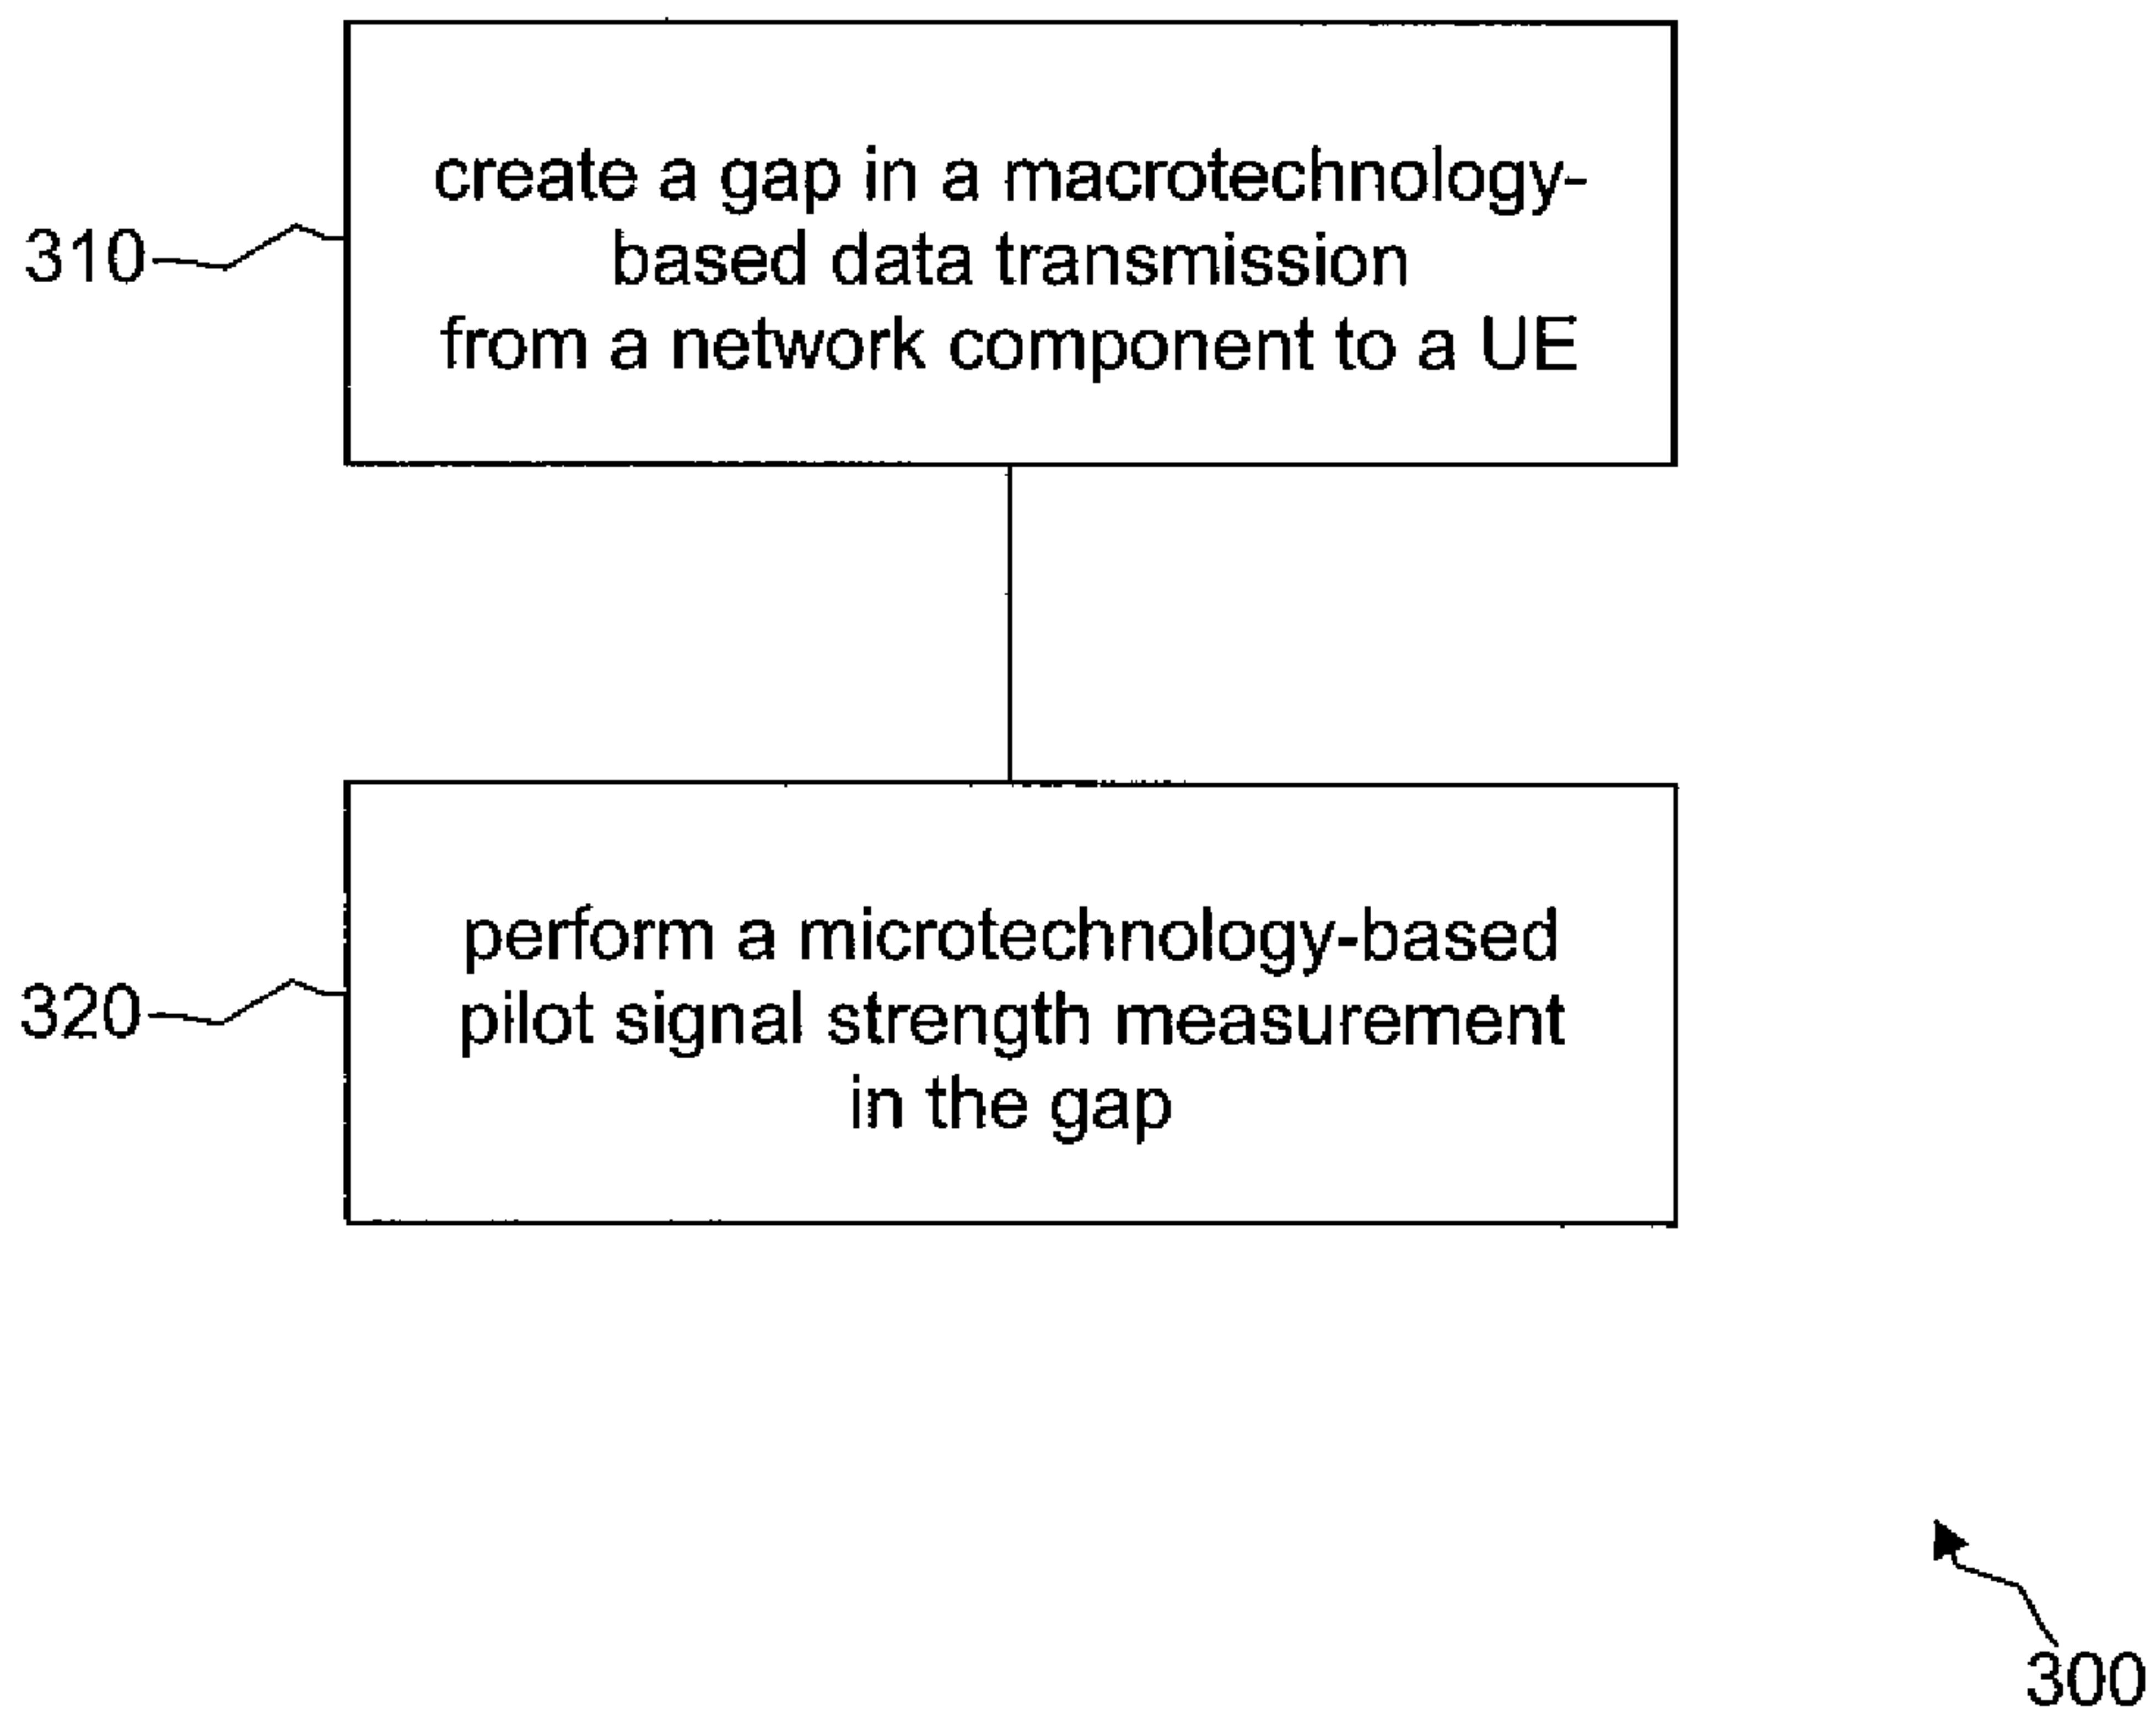 310
create a gap in a macrotechnology-
based data transmission
from a network component to a UE
320
perform a microtechnology-based
pilot signal strength measurement
in the gap
300